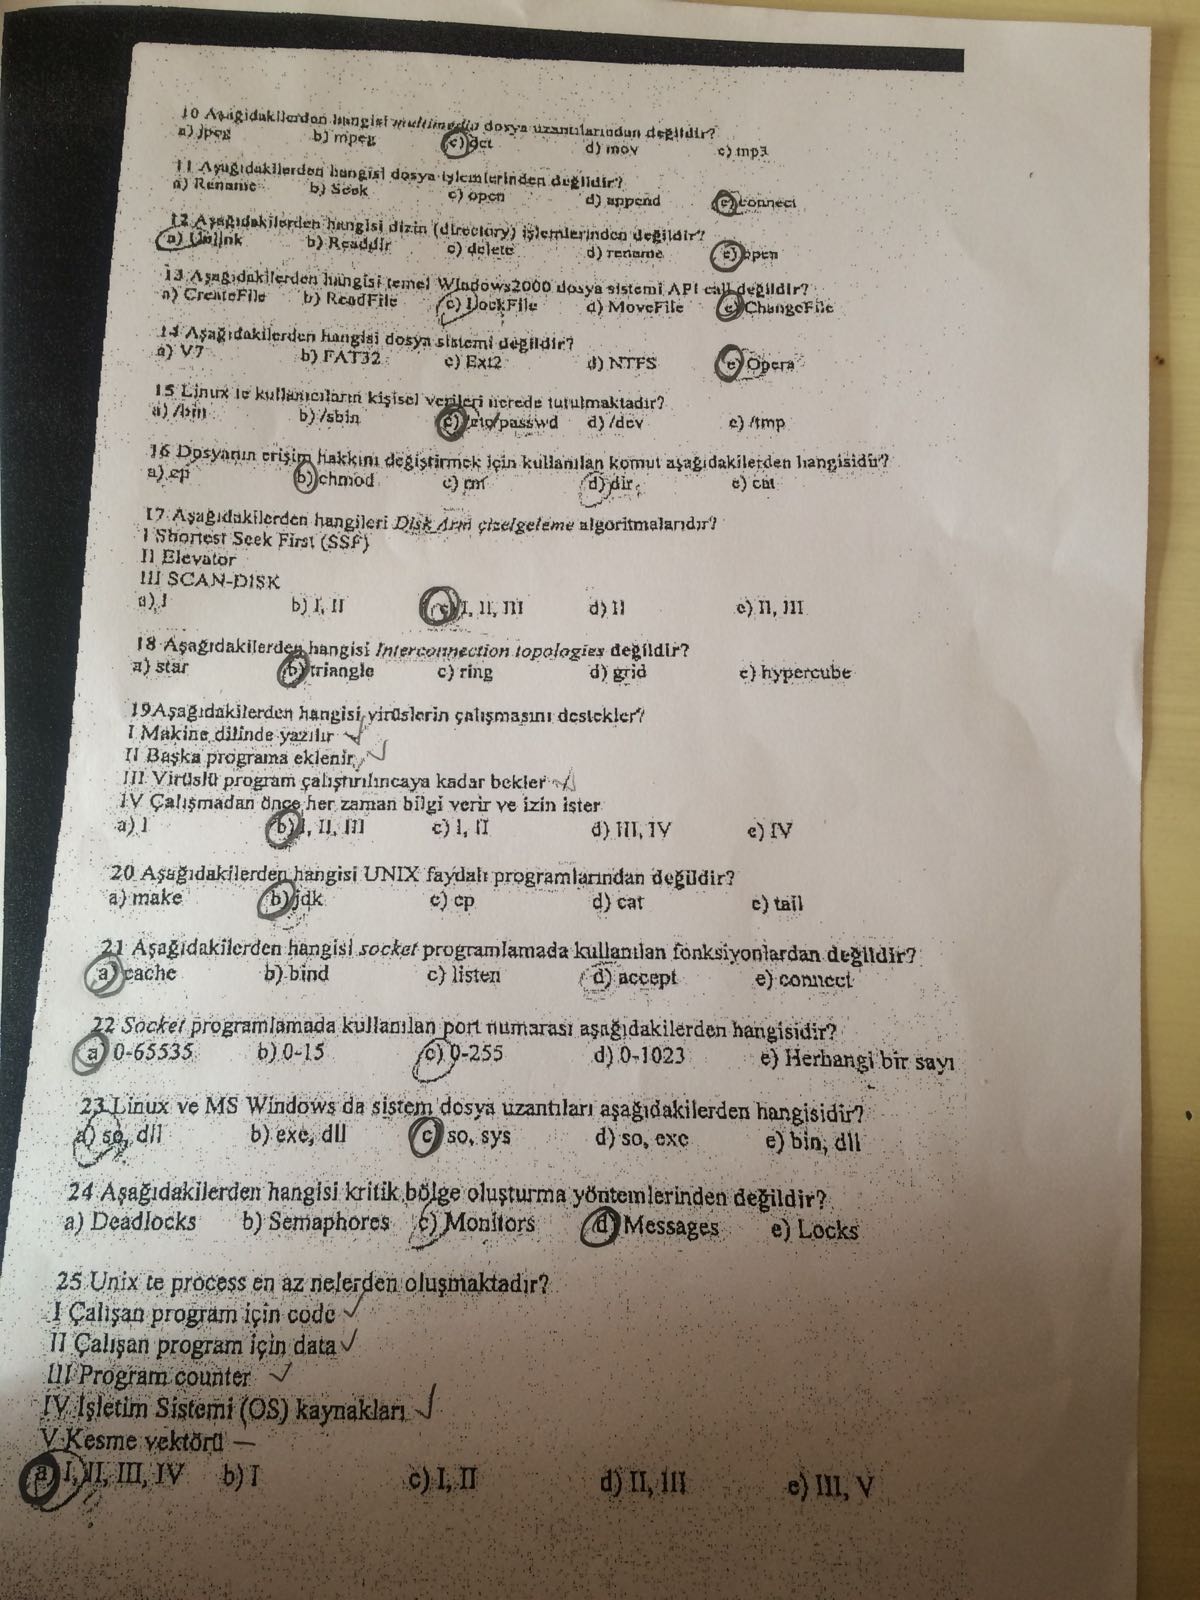 10 Aşağıdakilerden hangisi multimedia dosya uzantılarından değildir?
a) jpeg b) mpeg c) dct d) mov e) mp3
11 Aşağıdakilerden hangisi dosya işlemlerinden değildir?
a) Rename b) Seek c) open d) append e) connect
12 Aşağıdakilerden hangisi dizin (directory) işlemlerinden değildir?
a) Unlink b) Readdir c) delete d) rename e) open
13 Aşağıdakilerden hangisi temel Windows2000 dosya sistemi API call değildir?
a) CreateFile b) ReadFile c) LockFile d) MoveFile e) ChangeFile
14 Aşağıdakilerden hangisi dosya sistemi değildir?
a) V7 b) FAT32 c) Ext2 d) NTFS e) Opera
15 Linux te kullanıcıların kişisel verileri nerede tutulmaktadır?
a) /bin b) /sbin c) /etc/passwd d) /dev e) /tmp
16 Dosyanın erişim hakkını değiştirmek için kullanılan komut aşağıdakilerden hangisidir?
a) cp b) chmod c) rm d) dir e) cat
17 Aşağıdakilerden hangileri Disk Arm çizelgeleme algoritmalarıdır?
I Shortest Seek First (SSF)
II Elevator
III SCAN-DISK
a) I b) I, II c) I, II, III d) II e) II, III
18 Aşağıdakilerden hangisi Interconnection topologies değildir?
a) star b) triangle c) ring d) grid e) hypercube
19 Aşağıdakilerden hangisi virüslerin çalışmasını destekler?
I Makine dilinde yazılır
II Başka programa eklenir
III Virüslü program çalıştırılıncaya kadar bekler
IV Çalışmadan önce her zaman bilgi verir ve izin ister
a) I b) I, II, III c) I, II d) III, IV e) IV
20 Aşağıdakilerden hangisi UNIX faydalı programlarından değildir?
a) make b) jdk c) cp d) cat e) tail
21 Aşağıdakilerden hangisi socket programlamada kullanılan fonksiyonlardan değildir?
a) cache b) bind c) listen d) accept e) connect
22 Socket programlamada kullanılan port numarası aşağıdakilerden hangisidir?
a) 0-65535 b) 0-15 c) 0-255 d) 0-1023 e) Herhangi bir sayı
23 Linux ve MS Windows da sistem dosya uzantıları aşağıdakilerden hangisidir?
a) so, dll b) exe, dll c) so, sys d) so, exe e) bin, dll
24 Aşağıdakilerden hangisi kritik bölge oluşturma yöntemlerinden değildir?
a) Deadlocks b) Semaphores c) Monitors d) Messages e) Locks
25 Unix te process en az nelerden oluşmaktadır?
I Çalışan program için code
II Çalışan program için data
III Program counter
IV İşletim Sistemi (OS) kaynakları
V Kesme vektörü
a) I, II, III, IV b) I c) I, II d) II, III e) III, V